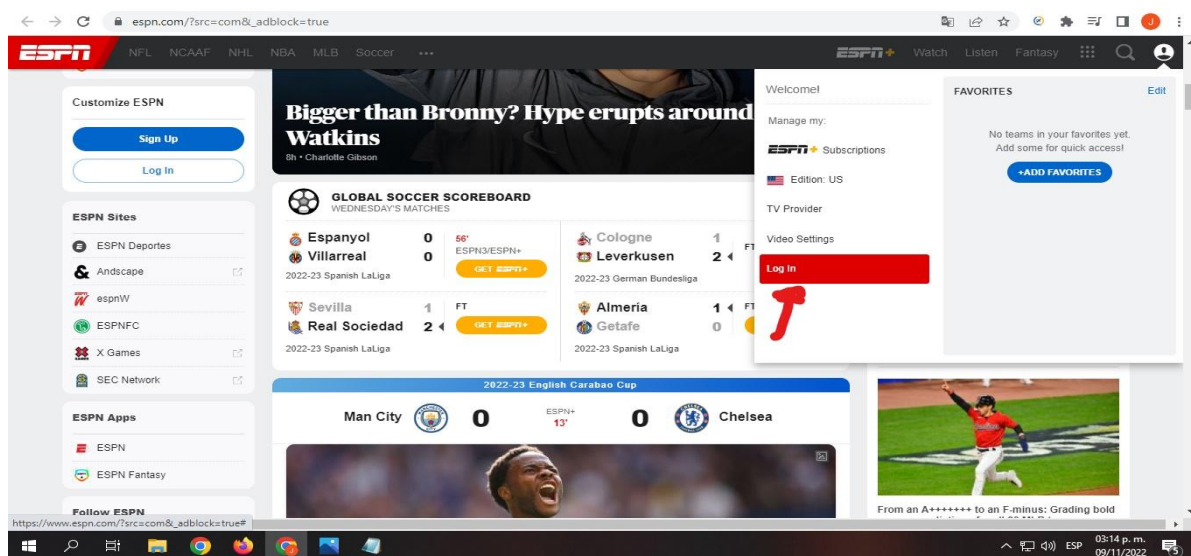 espn.com/?src=com&_adblock=true
J
ESPN NFL NCAAF NHL NBA MLB Soccer ••• ESPN+ Watch Listen Fantasy
Customize ESPN
Sign Up
Log In
ESPN Sites
ESPN Deportes
Andscape
espnW
ESPNFC
X Games
SEC Network
ESPN Apps
ESPN
ESPN Fantasy
Follow ESPN
https://www.espn.com/?src=com&_adblock=true#
Bigger than Bronny? Hype erupts around
Watkins
8h • Charlotte Gibson
GLOBAL SOCCER SCOREBOARD
WEDNESDAY'S MATCHES
Espanyol 0 56'
Villarreal 0 ESPN3/ESPN+
GET ESPN+
2022-23 Spanish LaLiga
Cologne 1
Leverkusen 2
2022-23 German Bundesliga
Sevilla 1 FT
Real Sociedad 2 GET ESPN+
2022-23 Spanish LaLiga
Almería 1
Getafe 0
2022-23 Spanish LaLiga
2022-23 English Carabao Cup
Man City 0 ESPN+ 0 Chelsea
13'
Welcome!
Manage my:
ESPN+ Subscriptions
Edition: US
TV Provider
Video Settings
Log In
FAVORITES Edit
No teams in your favorites yet.
Add some for quick access!
+ADD FAVORITES
From an A+++++++ to an F-minus: Grading bold
ESP 03:14 p. m.
09/11/2022